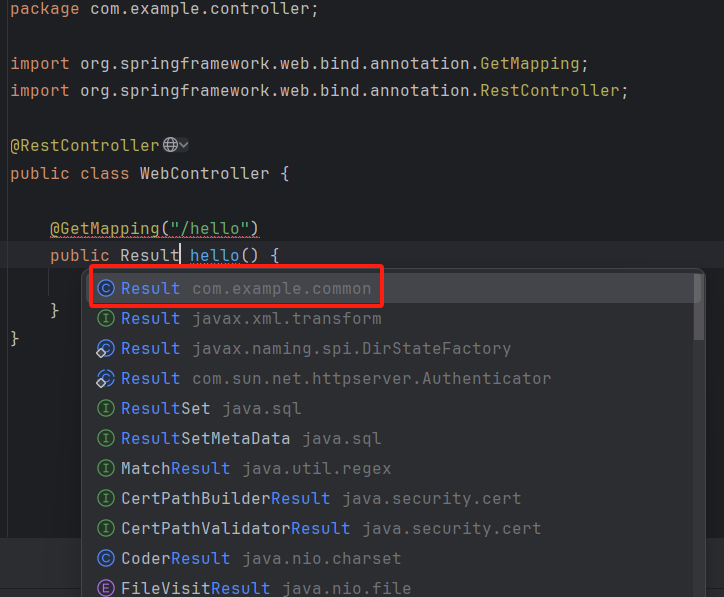 package com.example.controller;
import org.springframework.web.bind.annotation.GetMapping;
import org.springframework.web.bind.annotation.RestController;
@RestController
public class WebController {
@GetMapping("/hello")
public Result hello() {
C Result com.example.common
I Result javax.xml.transform
}
C Result javax.naming.spi.DirStateFactory
}
C Result com.sun.net.httpserver.Authenticator
I ResultSet java.sql
I ResultSetMetaData java.sql
I MatchResult java.util.regex
I CertPathBuilderResult java.security.cert
I CertPathValidatorResult java.security.cert
C CoderResult java.nio.charset
E FileVisitResult java.nio.file